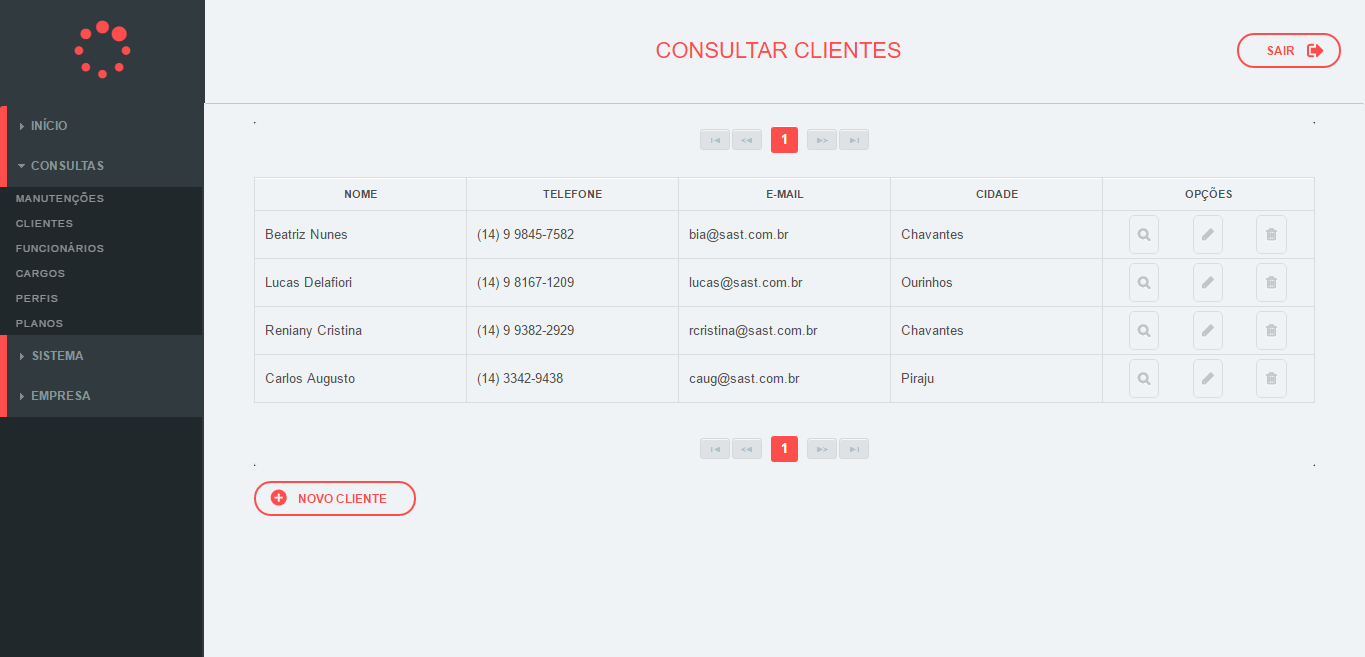 CONSULTAR CLIENTES
SAIR
INÍCIO
CONSULTAS
MANUTENÇÕES
CLIENTES
FUNCIONÁRIOS
CARGOS
PERFIS
PLANOS
SISTEMA
EMPRESA
1
NOME TELEFONE E-MAIL CIDADE OPÇÕES
Beatriz Nunes (14) 9 9845-7582 bia@sast.com.br Chavantes
Lucas Delafiori (14) 9 8167-1209 lucas@sast.com.br Ourinhos
Reniany Cristina (14) 9 9382-2929 rcristina@sast.com.br Chavantes
Carlos Augusto (14) 3342-9438 caug@sast.com.br Piraju
1
NOVO CLIENTE